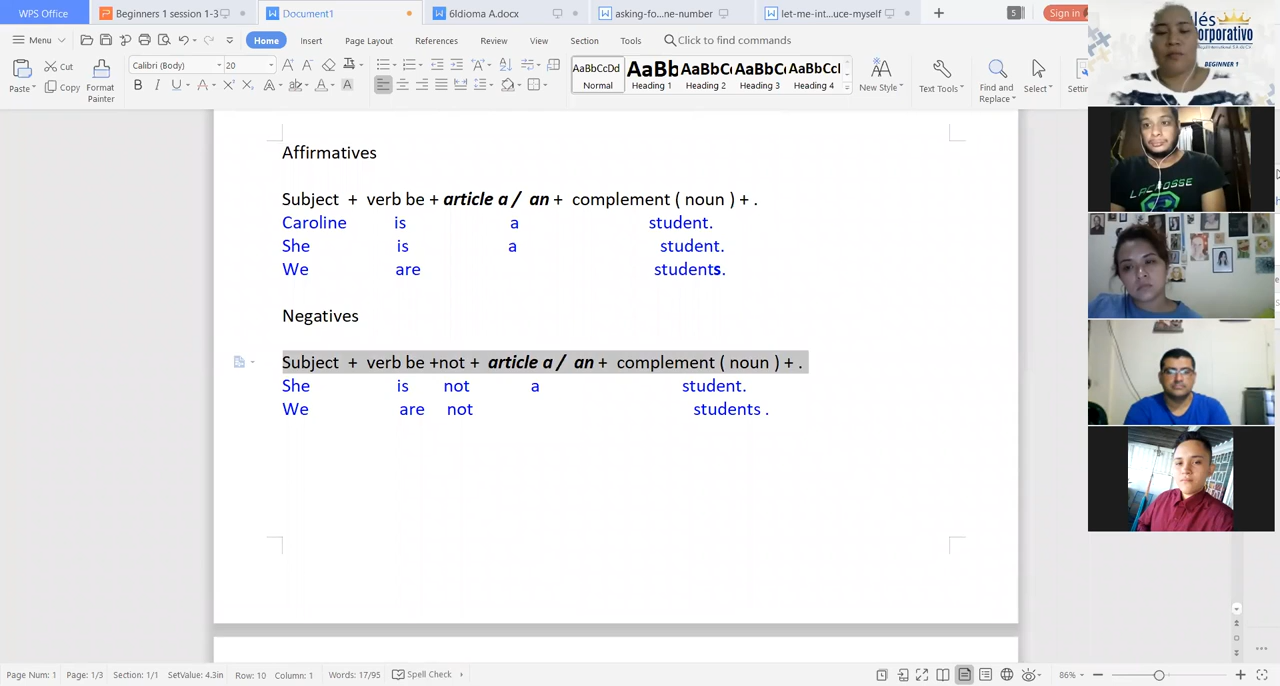 WPS Office
Beginners 1 session 1-3
Document1
6Idioma A.docx
asking-fo...ne-number
let-me-int...uce-myself
5
Sign in
Menu
Home
Insert
Page Layout
References
Review
View
Section
Tools
Click to find commands
Paste
Cut
Copy
Format
Painter
Calibri (Body)
20
AaBbCcDd
Normal
AaBb
Heading 1
AaBbC
Heading 2
AaBbC
Heading 3
AaBbCcI
Heading 4
New Style
Text Tools
Find and
Replace
Select
lés
orporativo
BEGINNER 1
LACROSSE
Affirmatives
Subject + verb be + article a / an + complement ( noun ) + .
Caroline is a student.
She is a student.
We are students.
Negatives
Subject + verb be +not + article a / an + complement ( noun ) + .
She is not a student.
We are not students .
Page Num: 1
Page: 1/3
Section: 1/1
SetValue: 4.3in
Row: 10
Column: 1
Words: 17/95
Spell Check
86%